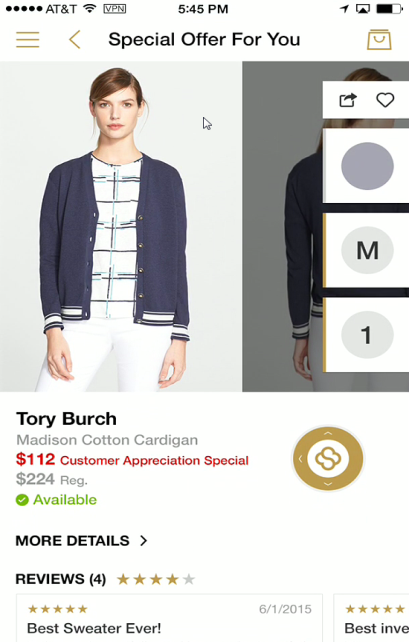 AT&T VPN 5:45 PM
Special Offer For You
M
1
Tory Burch
Madison Cotton Cardigan
$112 Customer Appreciation Special
$224 Reg.
Available
MORE DETAILS
REVIEWS (4)
6/1/2015
Best Sweater Ever!
Best inve